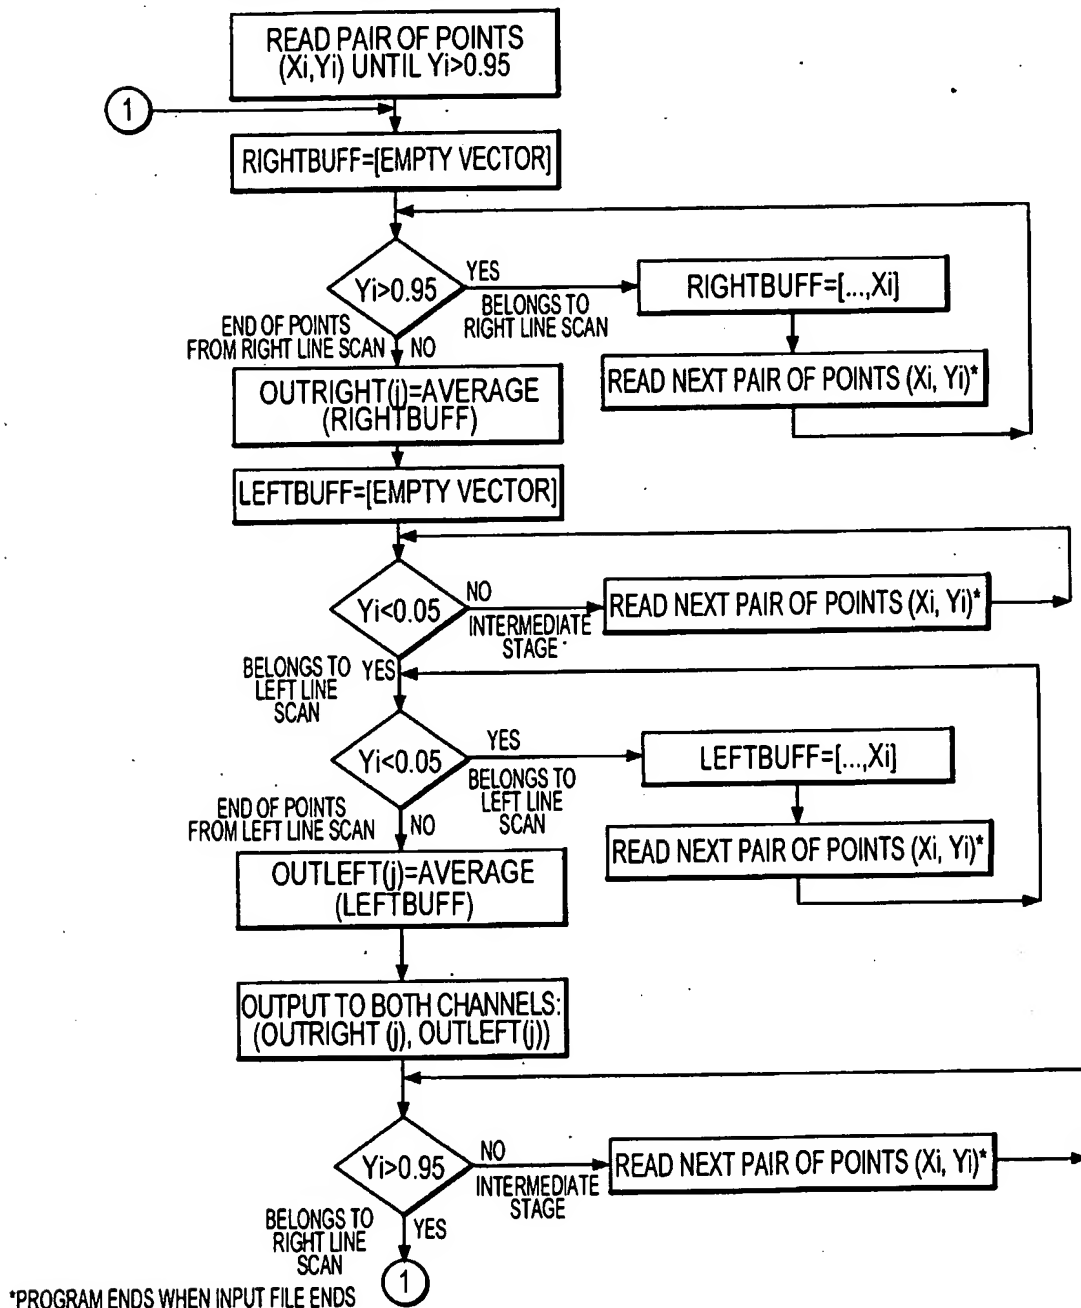 READ PAIR OF POINTS
(Xi,Yi) UNTIL Yi>0.95
1
RIGHTBUFF=[EMPTY VECTOR]
Yi>0.95
YES
BELONGS TO
RIGHT LINE SCAN
RIGHTBUFF=[...,Xi]
READ NEXT PAIR OF POINTS (Xi, Yi)*
END OF POINTS
FROM RIGHT LINE SCAN
NO
OUTRIGHT(j)=AVERAGE
(RIGHTBUFF)
LEFTBUFF=[EMPTY VECTOR]
Yi<0.05
NO
INTERMEDIATE
STAGE
READ NEXT PAIR OF POINTS (Xi, Yi)*
BELONGS TO
LEFT LINE
SCAN
YES
Yi<0.05
YES
BELONGS TO
LEFT LINE
SCAN
LEFTBUFF=[...,Xi]
READ NEXT PAIR OF POINTS (Xi, Yi)*
END OF POINTS
FROM LEFT LINE SCAN
NO
OUTLEFT(j)=AVERAGE
(LEFTBUFF)
OUTPUT TO BOTH CHANNELS:
(OUTRIGHT (j), OUTLEFT(j))
Yi>0.95
NO
INTERMEDIATE
STAGE
READ NEXT PAIR OF POINTS (Xi, Yi)*
BELONGS TO
RIGHT LINE
SCAN
YES
1
*PROGRAM ENDS WHEN INPUT FILE ENDS